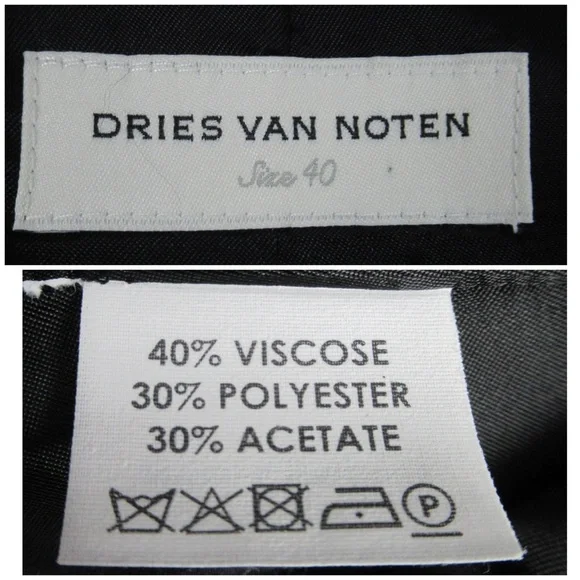 DRIES VAN NOTEN
Size 40
40% VISCOSE
30% POLYESTER
30% ACETATE
P